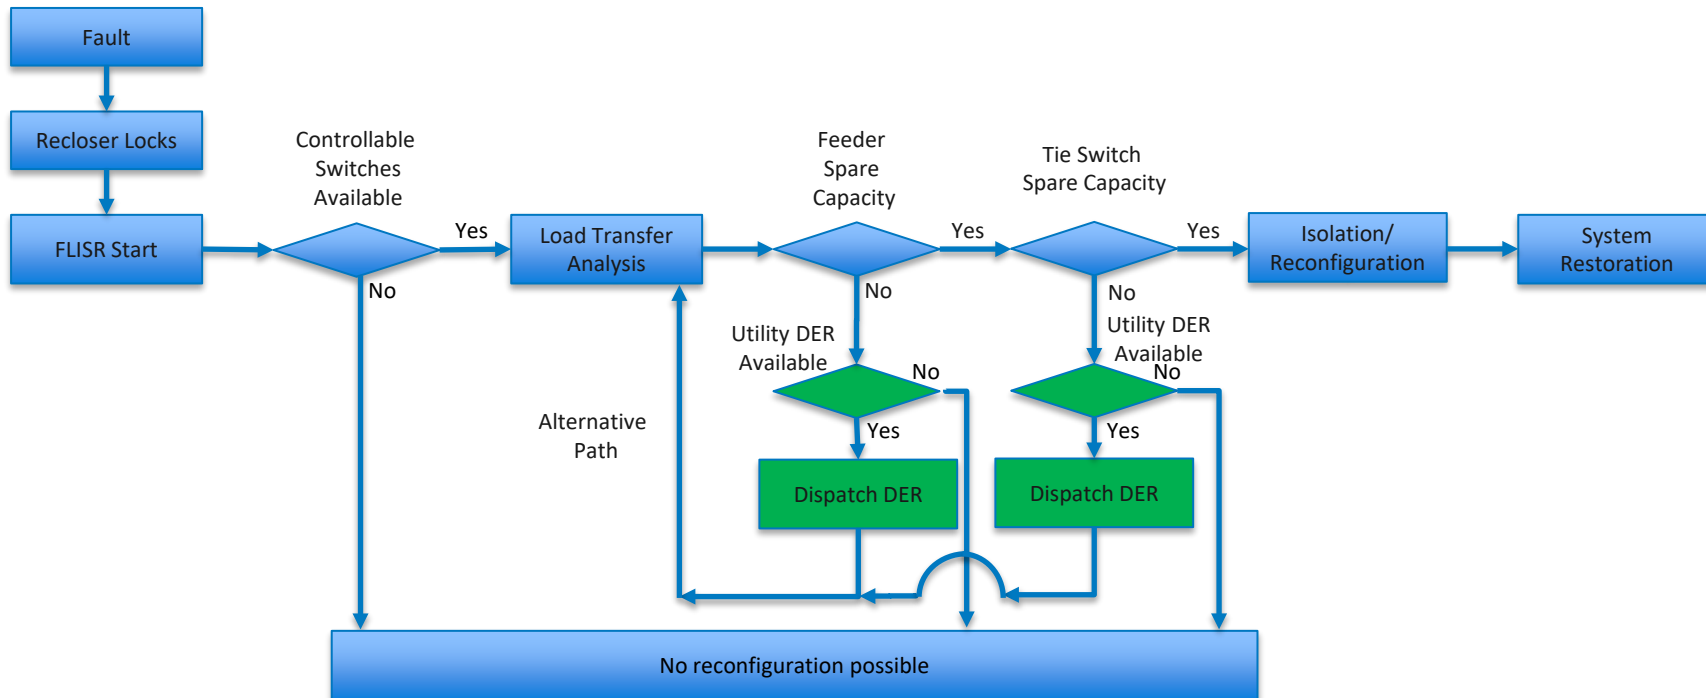 Fault
Recloser Locks
FLISR Start
Controllable
Switches
Available
Yes
No
Load Transfer
Analysis
Feeder
Spare
Capacity
Yes
No
Tie Switch
Spare Capacity
Yes
No
Isolation/
Reconfiguration
System
Restoration
Utility DER
Available
No
Yes
Utility DER
Available
No
Yes
Alternative
Path
Dispatch DER
Dispatch DER
No reconfiguration possible